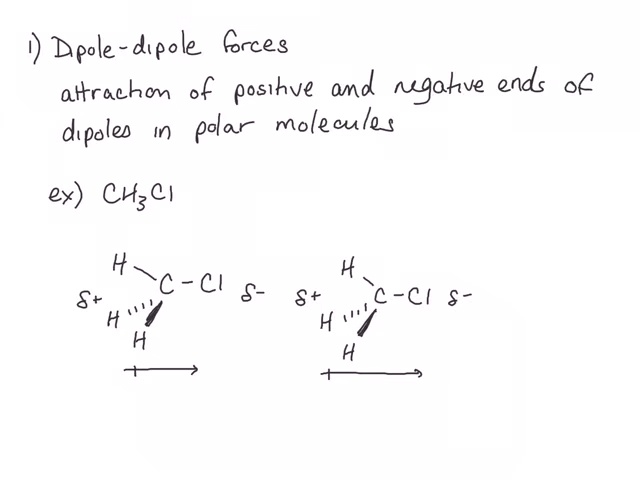 1) Dipole-dipole forces
attraction of positive and negative ends of
dipoles in polar molecules
ex) CH₃Cl
H H
δ+ C-Cl δ- δ+ C-Cl δ-
H H
H H